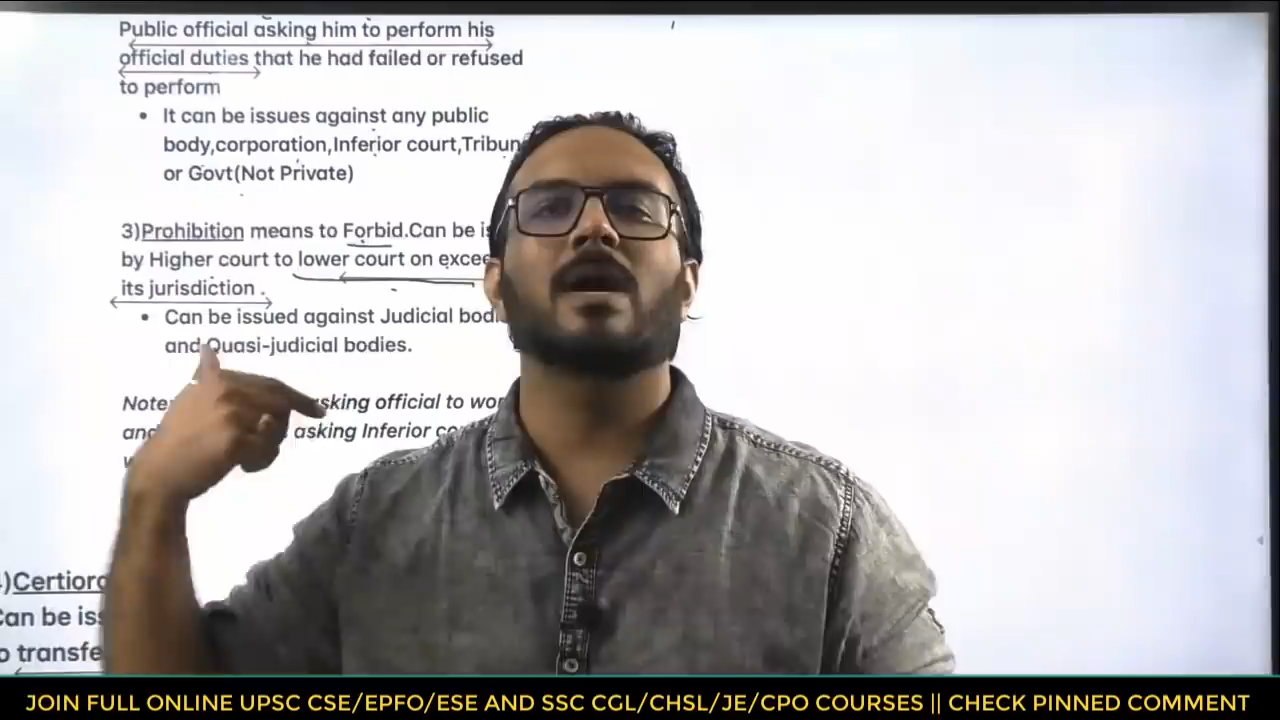 Public official asking him to perform his
official duties that he had failed or refused
to perform
• It can be issues against any public
body,corporation,Inferior court,Tribun
or Govt(Not Private)
3)Prohibition means to Forbid.Can be is
by Higher court to lower court on excee
its jurisdiction .
• Can be issued against Judicial bodi
and Quasi-judicial bodies.
Note: asking official to wor
and asking Inferior co
4)Certiora
Can be iss
to transfe
JOIN FULL ONLINE UPSC CSE/EPFO/ESE AND SSC CGL/CHSL/JE/CPO COURSES || CHECK PINNED COMMENT